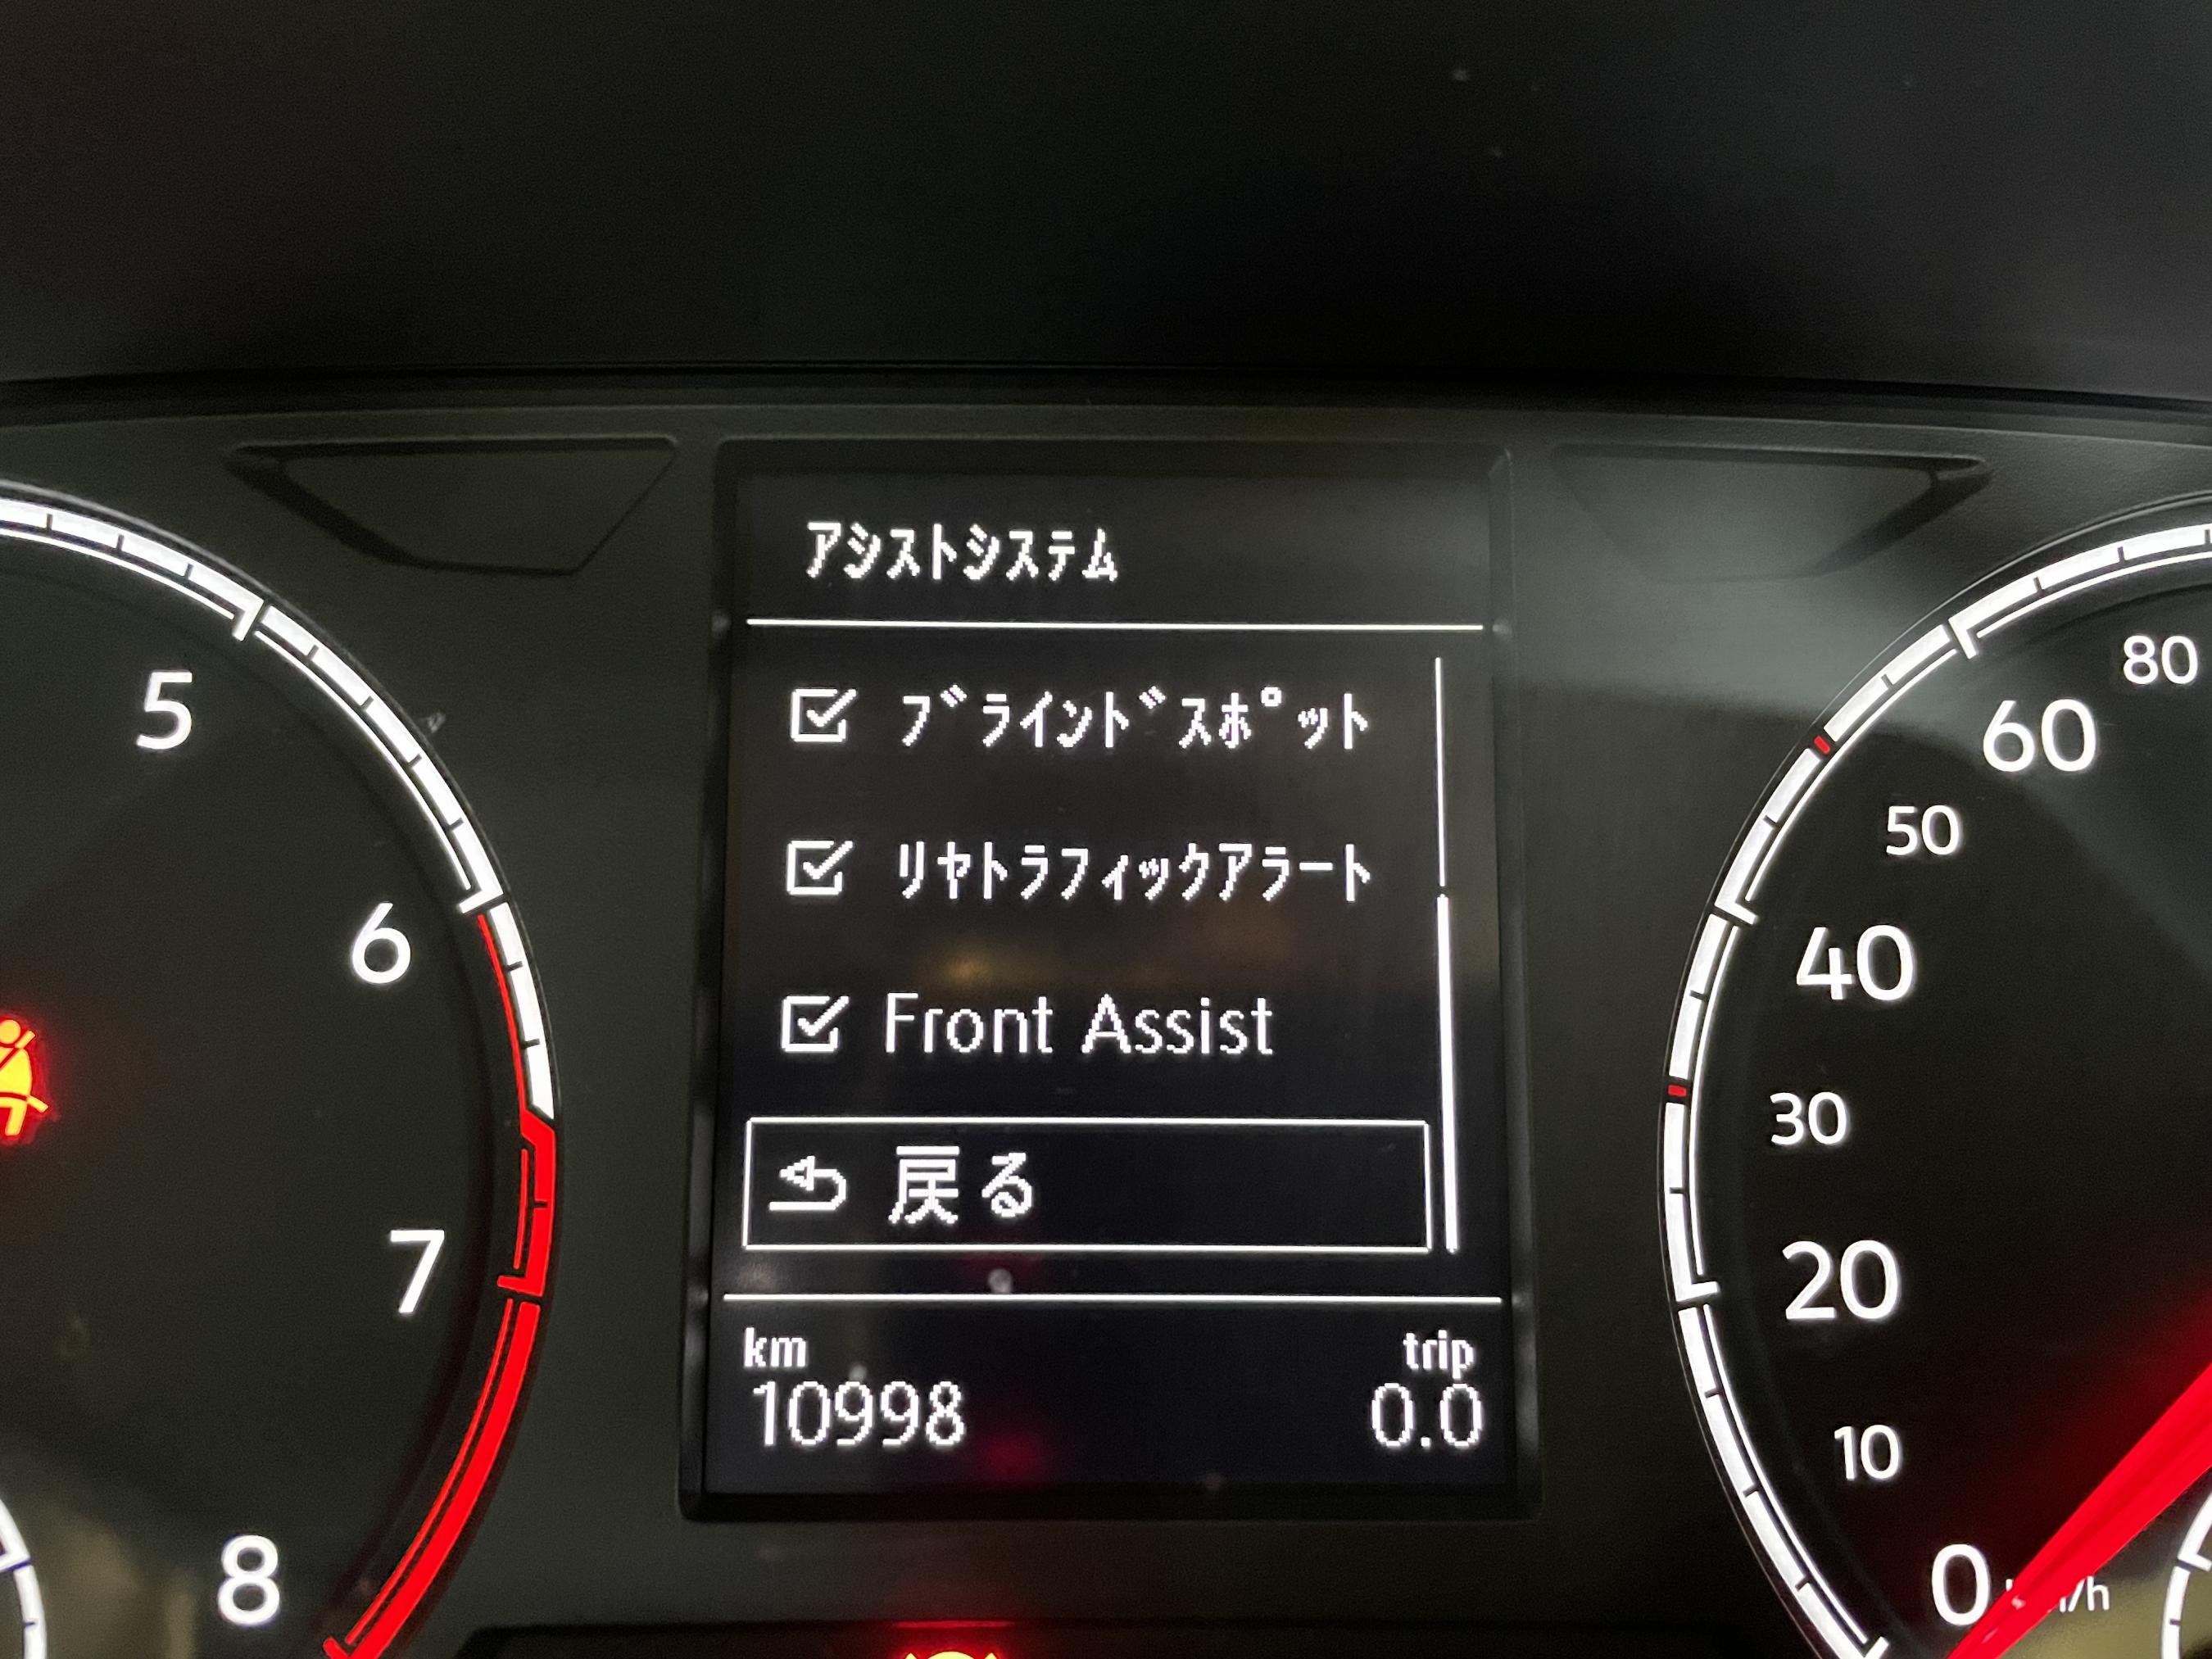 アシストシステム
ブラインドスポット
リヤトラフィックアラート
Front Assist
戻る
km
trip
10998
0.0
5
6
7
8
80
60
50
40
30
20
10
0